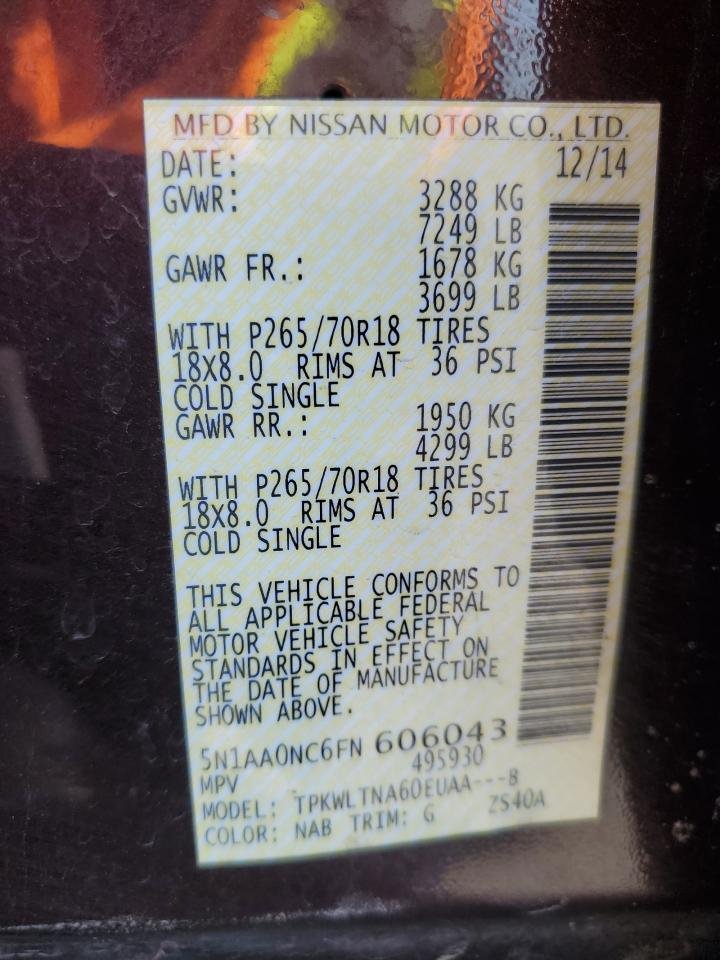 MFD BY NISSAN MOTOR CO., LTD.
DATE: 12/14
GVWR: 3288 KG
7249 LB
GAWR FR.: 1678 KG
3699 LB
WITH P265/70R18 TIRES
18X8.0 RIMS AT 36 PSI
COLD SINGLE
GAWR RR.: 1950 KG
4299 LB
WITH P265/70R18 TIRES
18X8.0 RIMS AT 36 PSI
COLD SINGLE
THIS VEHICLE CONFORMS TO
ALL APPLICABLE FEDERAL
MOTOR VEHICLE SAFETY
STANDARDS IN EFFECT ON
THE DATE OF MANUFACTURE
SHOWN ABOVE.
5N1AA0NC6FN 606043
MPV 495930
MODEL: TPKWLTNA60EUAA---B
COLOR: NAB TRIM: G ZS40A